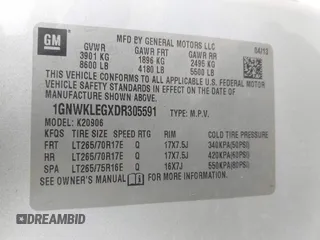 GM
MFD BY GENERAL MOTORS LLC
04/13
GVWR GAWR FRT GAWR RR
3901 KG 1896 KG 2495 KG
8600 LB 4180 LB 5500 LB
THIS VEHICLE CONFORMS TO ALL APPLICABLE U.S. FEDERAL MOTOR
VEHICLE SAFETY STANDARDS IN EFFECT ON THE DATE OF
MANUFACTURE SHOWN ABOVE.
1GNWKLEGXDR305591 TYPE: M.P.V.
MODEL: K20906
KFQS TIRE SIZE SPEED RTG RIM COLD TIRE PRESSURE
FRT LT265/70R17E Q 17X7.5J 340KPA(50PSI)
RR LT265/70R17E Q 17X7.5J 420KPA(60PSI)
SPA LT265/75R16E Q 16X7J 550KPA(80PSI)
SEE OWNER'S MANUAL FOR ADDITIONAL INFORMATION.
AUTOBIDMASTER